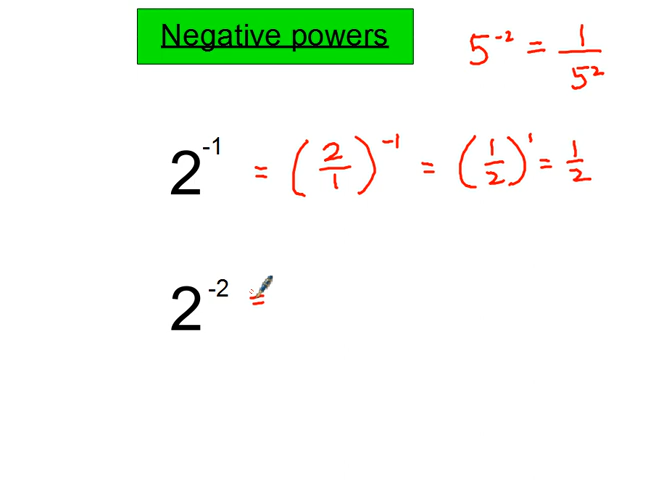 Negative powers
5⁻² = 1/5²
2⁻¹ = (2/1)⁻¹ = (1/2)¹ = 1/2
2⁻² =